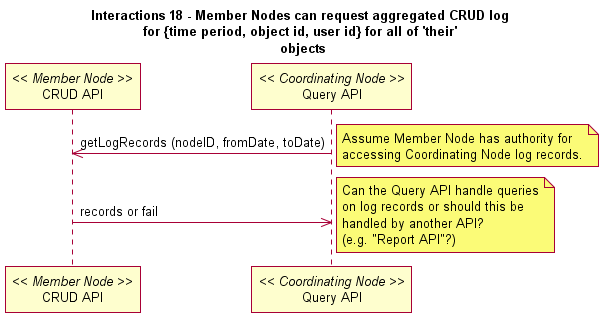 Interactions 18 - Member Nodes can request aggregated CRUD log
for {time period, object id, user id} for all of 'their'
objects
<< Member Node >>
CRUD API
<< Coordinating Node >>
Query API
getLogRecords (nodeID, fromDate, toDate)
Assume Member Node has authority for
accessing Coordinating Node log records.
records or fail
Can the Query API handle queries
on log records or should this be
handled by another API?
(e.g. "Report API"?)
<< Member Node >>
CRUD API
<< Coordinating Node >>
Query API